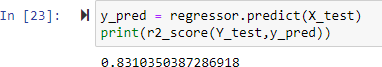 In [23]: y_pred = regressor.predict(X_test)
print(r2_score(Y_test,y_pred))
0.8310350387286918